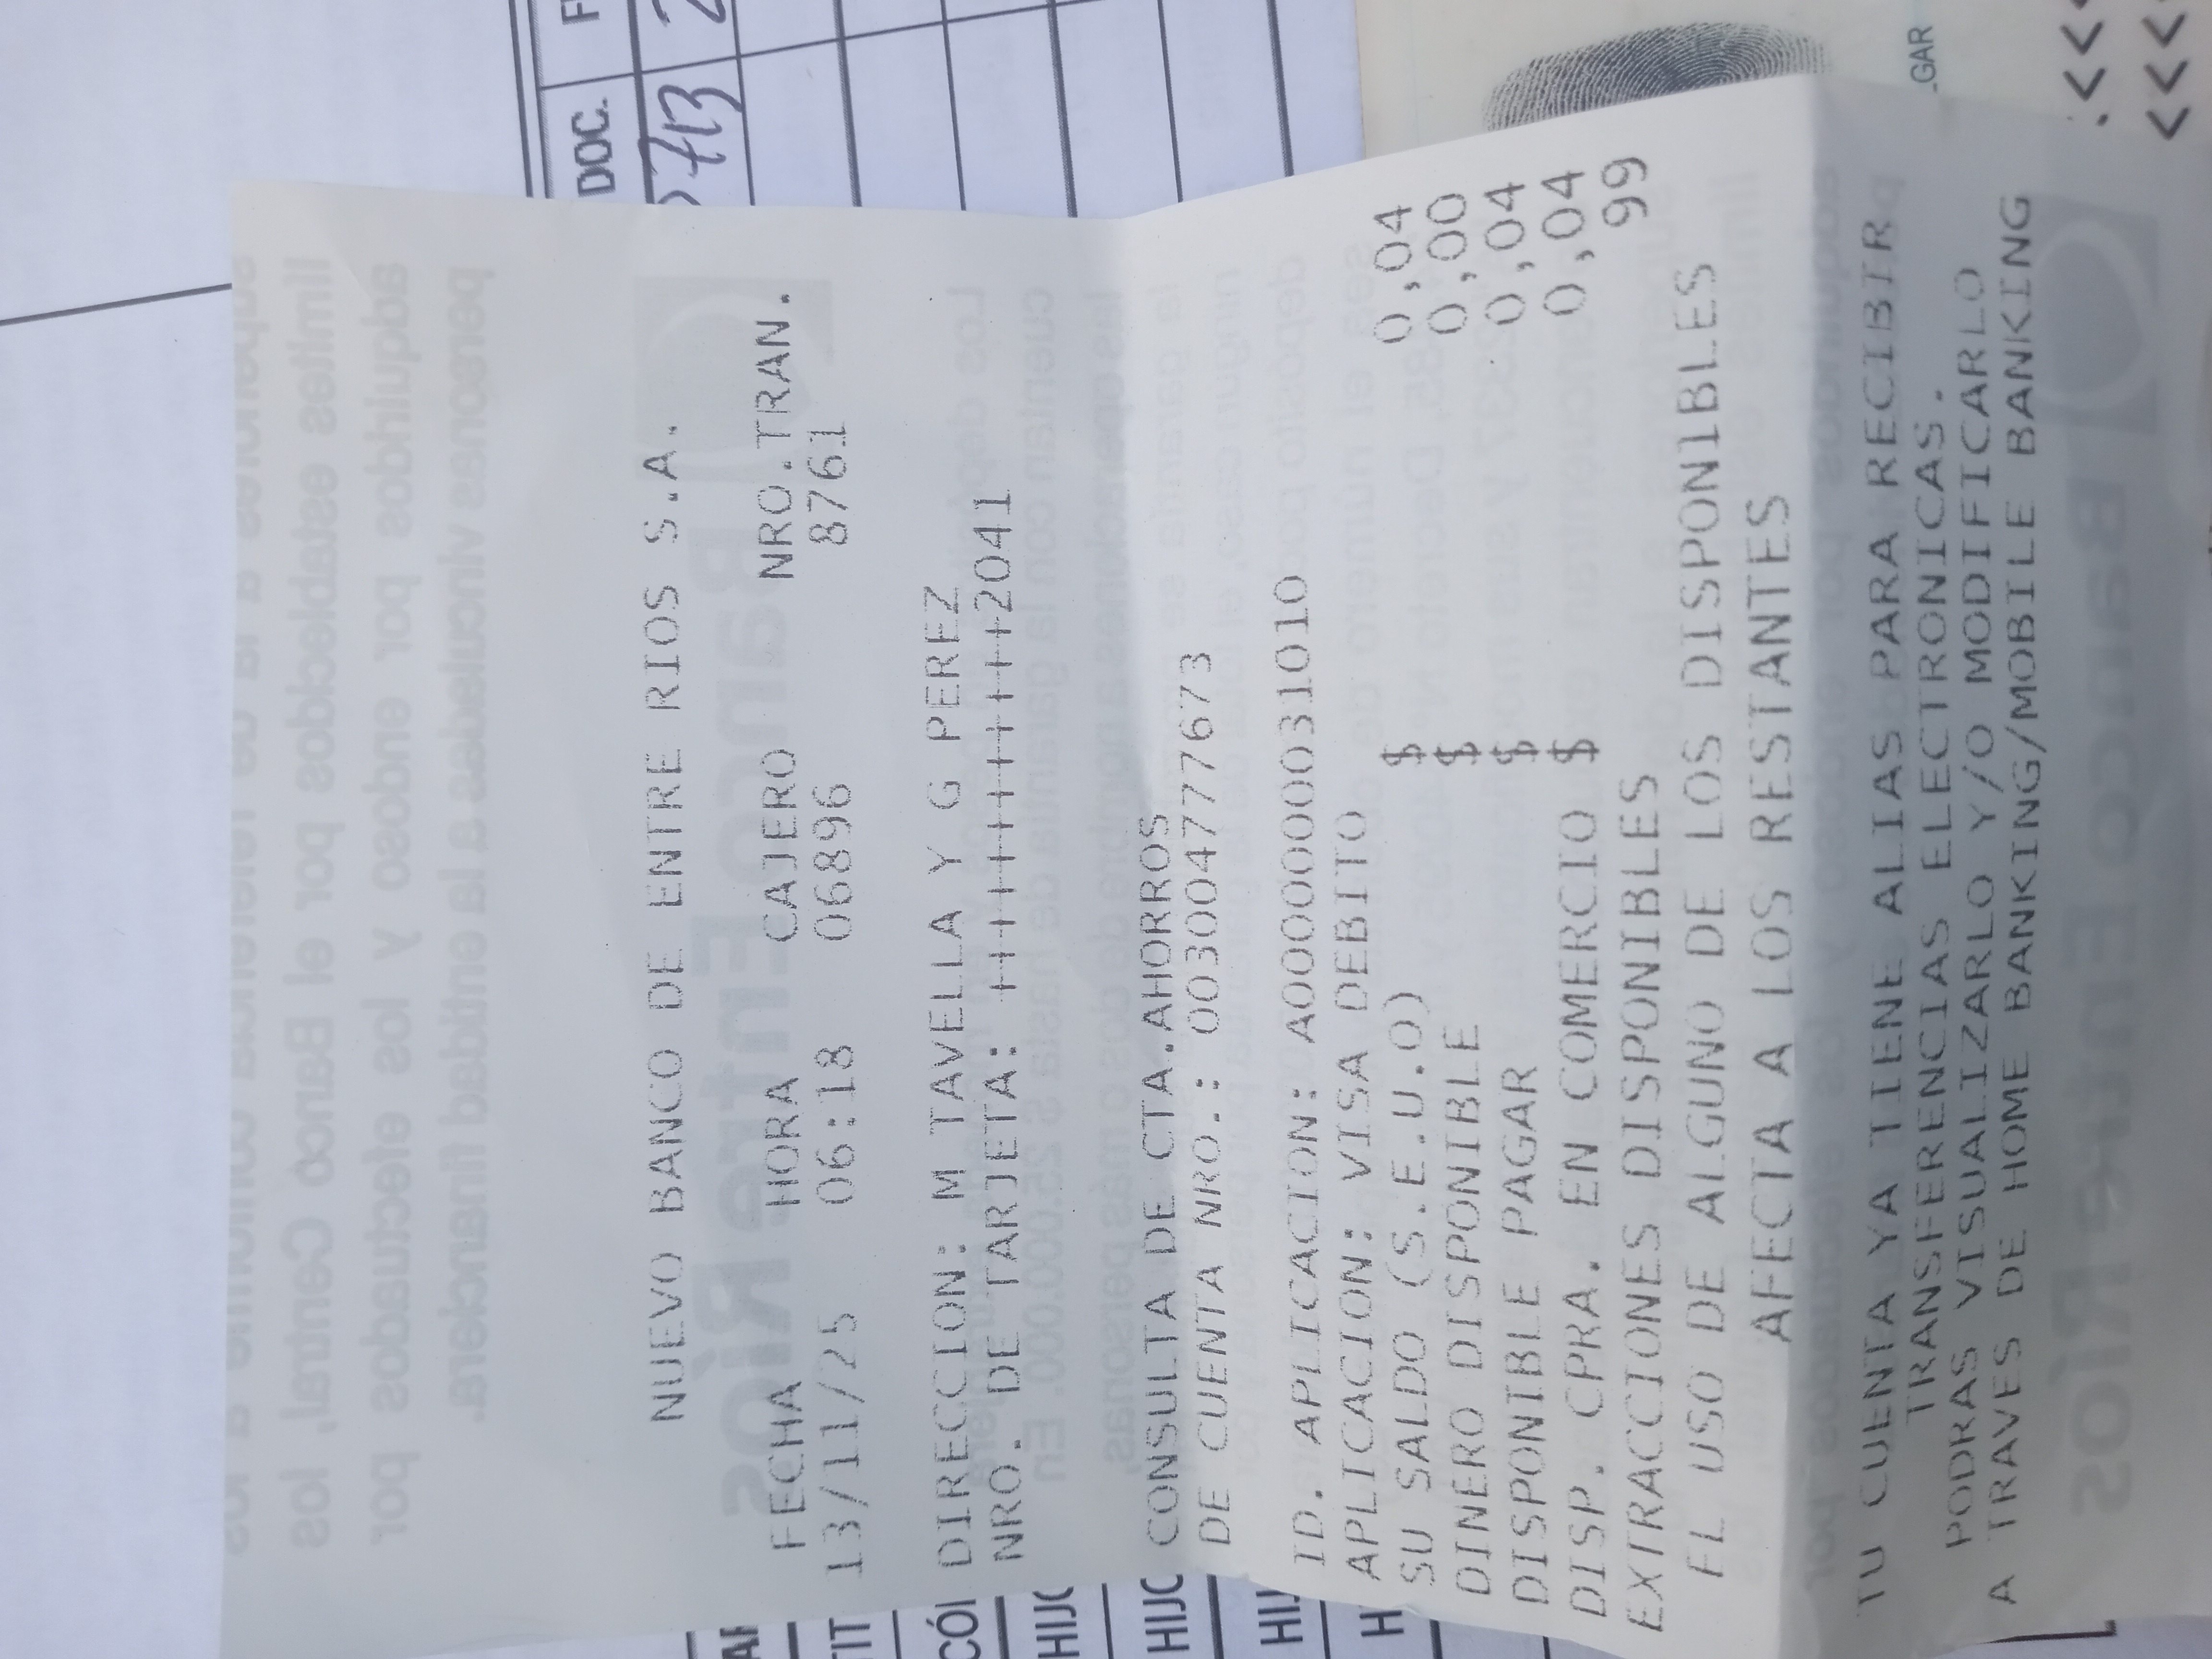 NUEVO BANCO DE ENTRE RIOS S.A.
FECHA HORA CAJERO NRO.TRAN.
13/11/25 06:18 06896 8761
DIRECCION: M TAVELLA Y G PEREZ
NRO. DE TARJETA: ++++++++++++2041
CONSULTA DE CTA.AHORROS
DE CUENTA NRO.: 003004777673
ID. APLICACION: A0000000031010
APLICACION: VISA DEBITO
SU SALDO (S.E.U.O) $ 0,04
DINERO DISPONIBLE $ 0,00
DISPONIBLE PAGAR $ 0,04
DISP. CPRA. EN COMERCIO $ 0,04
EXTRACCIONES DISPONIBLES 99
EL USO DE ALGUNO DE LOS DISPONIBLES
AFECTA A LOS RESTANTES
TU CUENTA YA TIENE ALIAS PARA RECIBIR
TRANSFERENCIAS ELECTRONICAS.
PODRAS VISUALIZARLO Y/O MODIFICARLO
A TRAVES DE HOME BANKING/MOBILE BANKING
DOC.
713
HIJO
<<
<<<